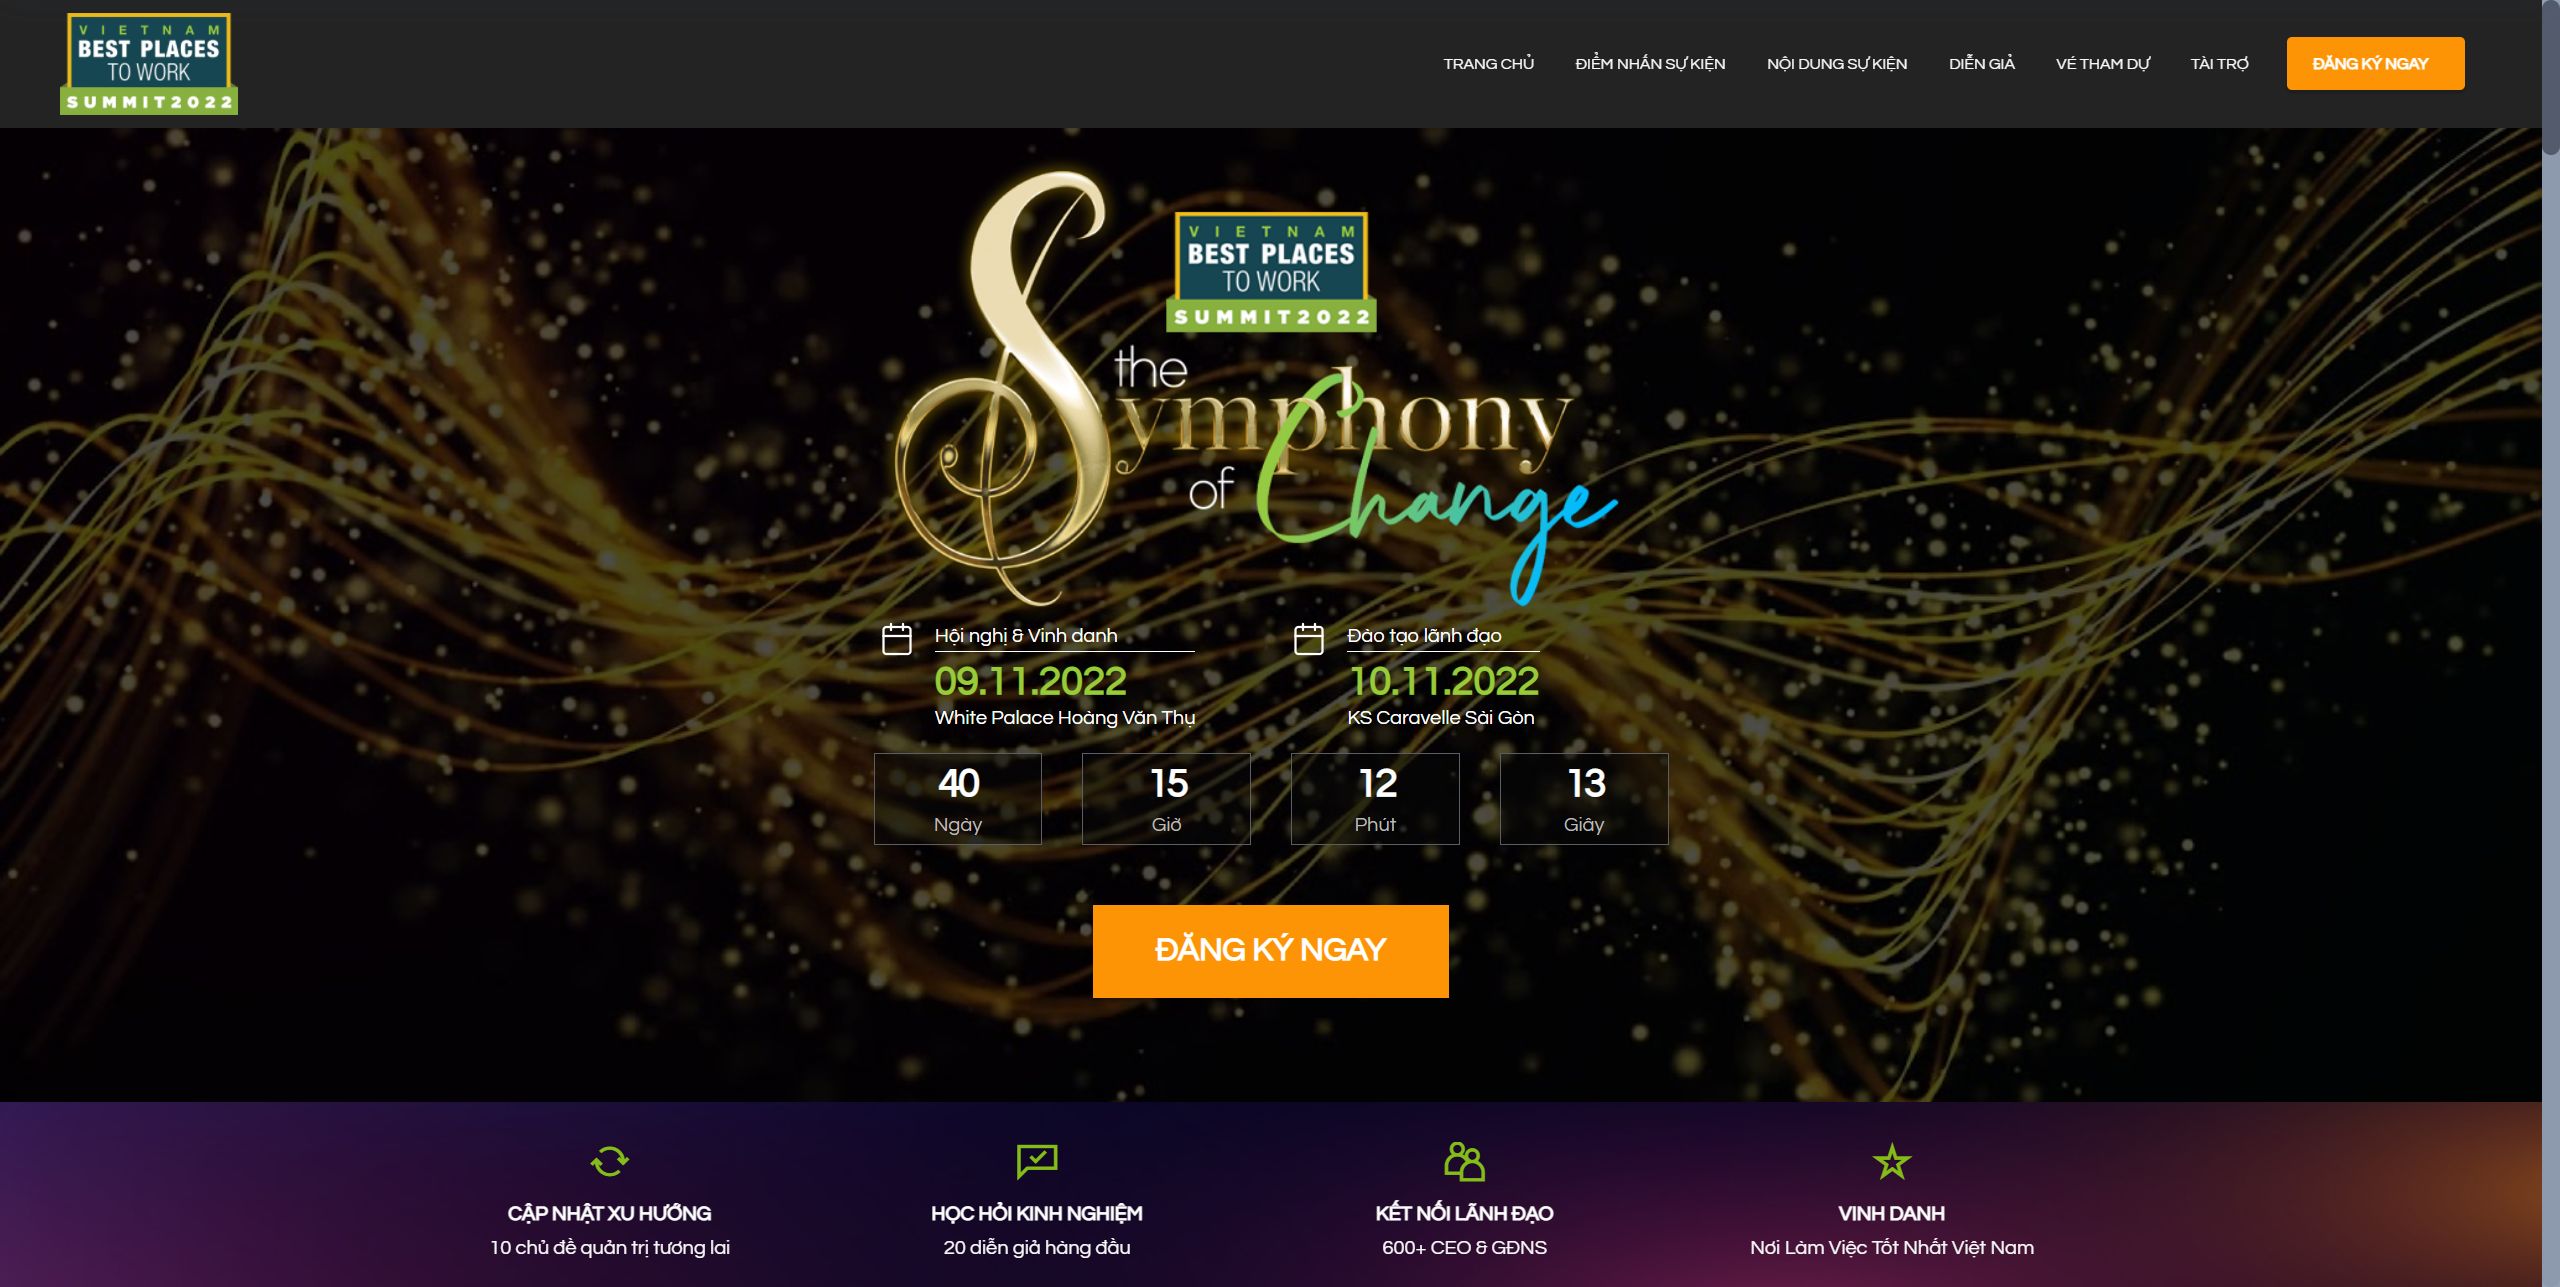 VIETNAM
BEST PLACES
TO WORK
SUMMIT2022
TRANG CHỦ
ĐIỂM NHẤN SỰ KIỆN
NỘI DUNG SỰ KIỆN
DIỄN GIẢ
VÉ THAM DỰ
TÀI TRỢ
ĐĂNG KÝ NGAY
VIETNAM
BEST PLACES
TO WORK
SUMMIT2022
the
Symphony
of Change
Hội nghị & Vinh danh
09.11.2022
White Palace Hoàng Văn Thụ
Đào tạo lãnh đạo
10.11.2022
KS Caravelle Sài Gòn
40
Ngày
15
Giờ
12
Phút
13
Giây
ĐĂNG KÝ NGAY
CẬP NHẬT XU HƯỚNG
10 chủ đề quản trị tương lai
HỌC HỎI KINH NGHIỆM
20 diễn giả hàng đầu
KẾT NỐI LÃNH ĐẠO
600+ CEO & GĐNS
VINH DANH
Nơi Làm Việc Tốt Nhất Việt Nam